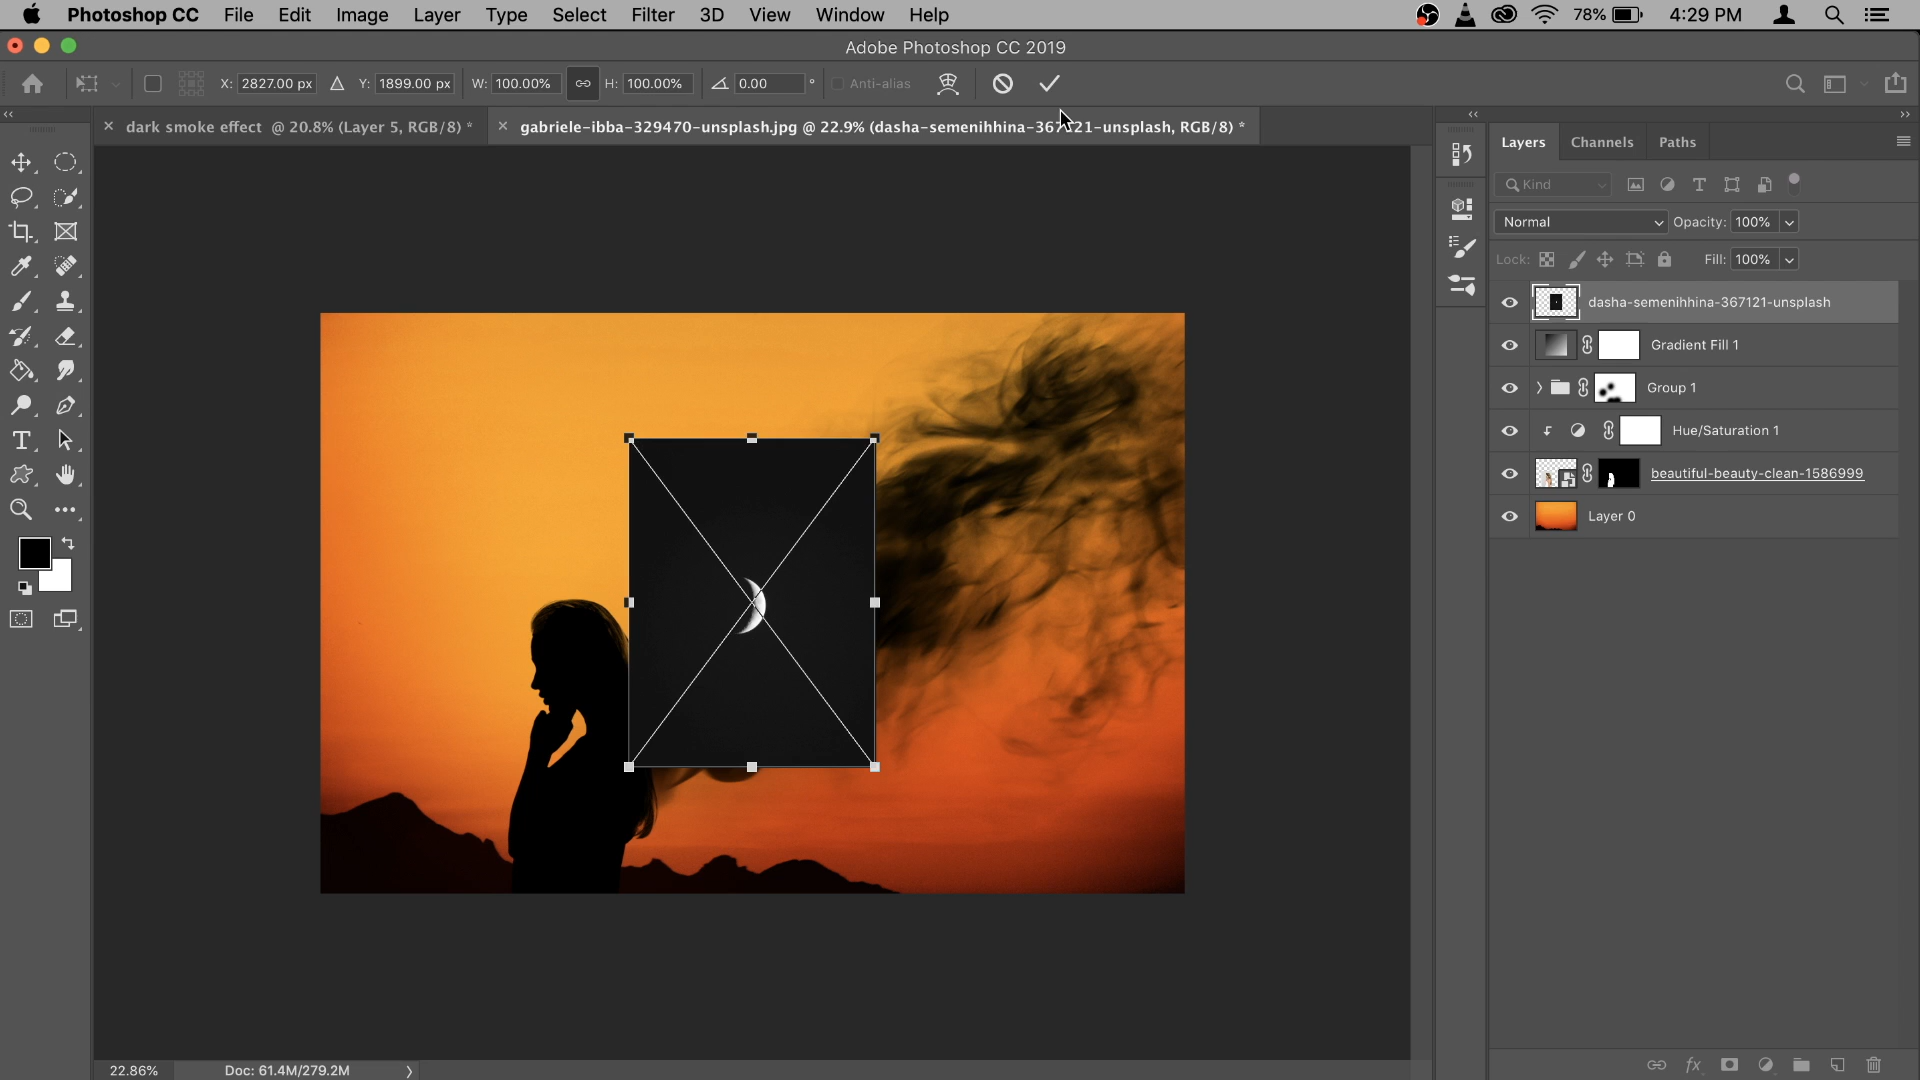 Photoshop CC File Edit Image Layer Type Select Filter 3D View Window Help 78% 4:29 PM
Adobe Photoshop CC 2019
X: 2827.00 px Y: 1899.00 px W: 100.00% H: 100.00% 0.00 ° Anti-alias
dark smoke effect @ 20.8% (Layer 5, RGB/8) *
gabriele-ibba-329470-unsplash.jpg @ 22.9% (dasha-semenihhina-367121-unsplash, RGB/8) *
Layers Channels Paths
Kind
Normal Opacity: 100%
Lock: Fill: 100%
dasha-semenihhina-367121-unsplash
Gradient Fill 1
Group 1
Hue/Saturation 1
beautiful-beauty-clean-1586999
Layer 0
22.86% Doc: 61.4M/279.2M